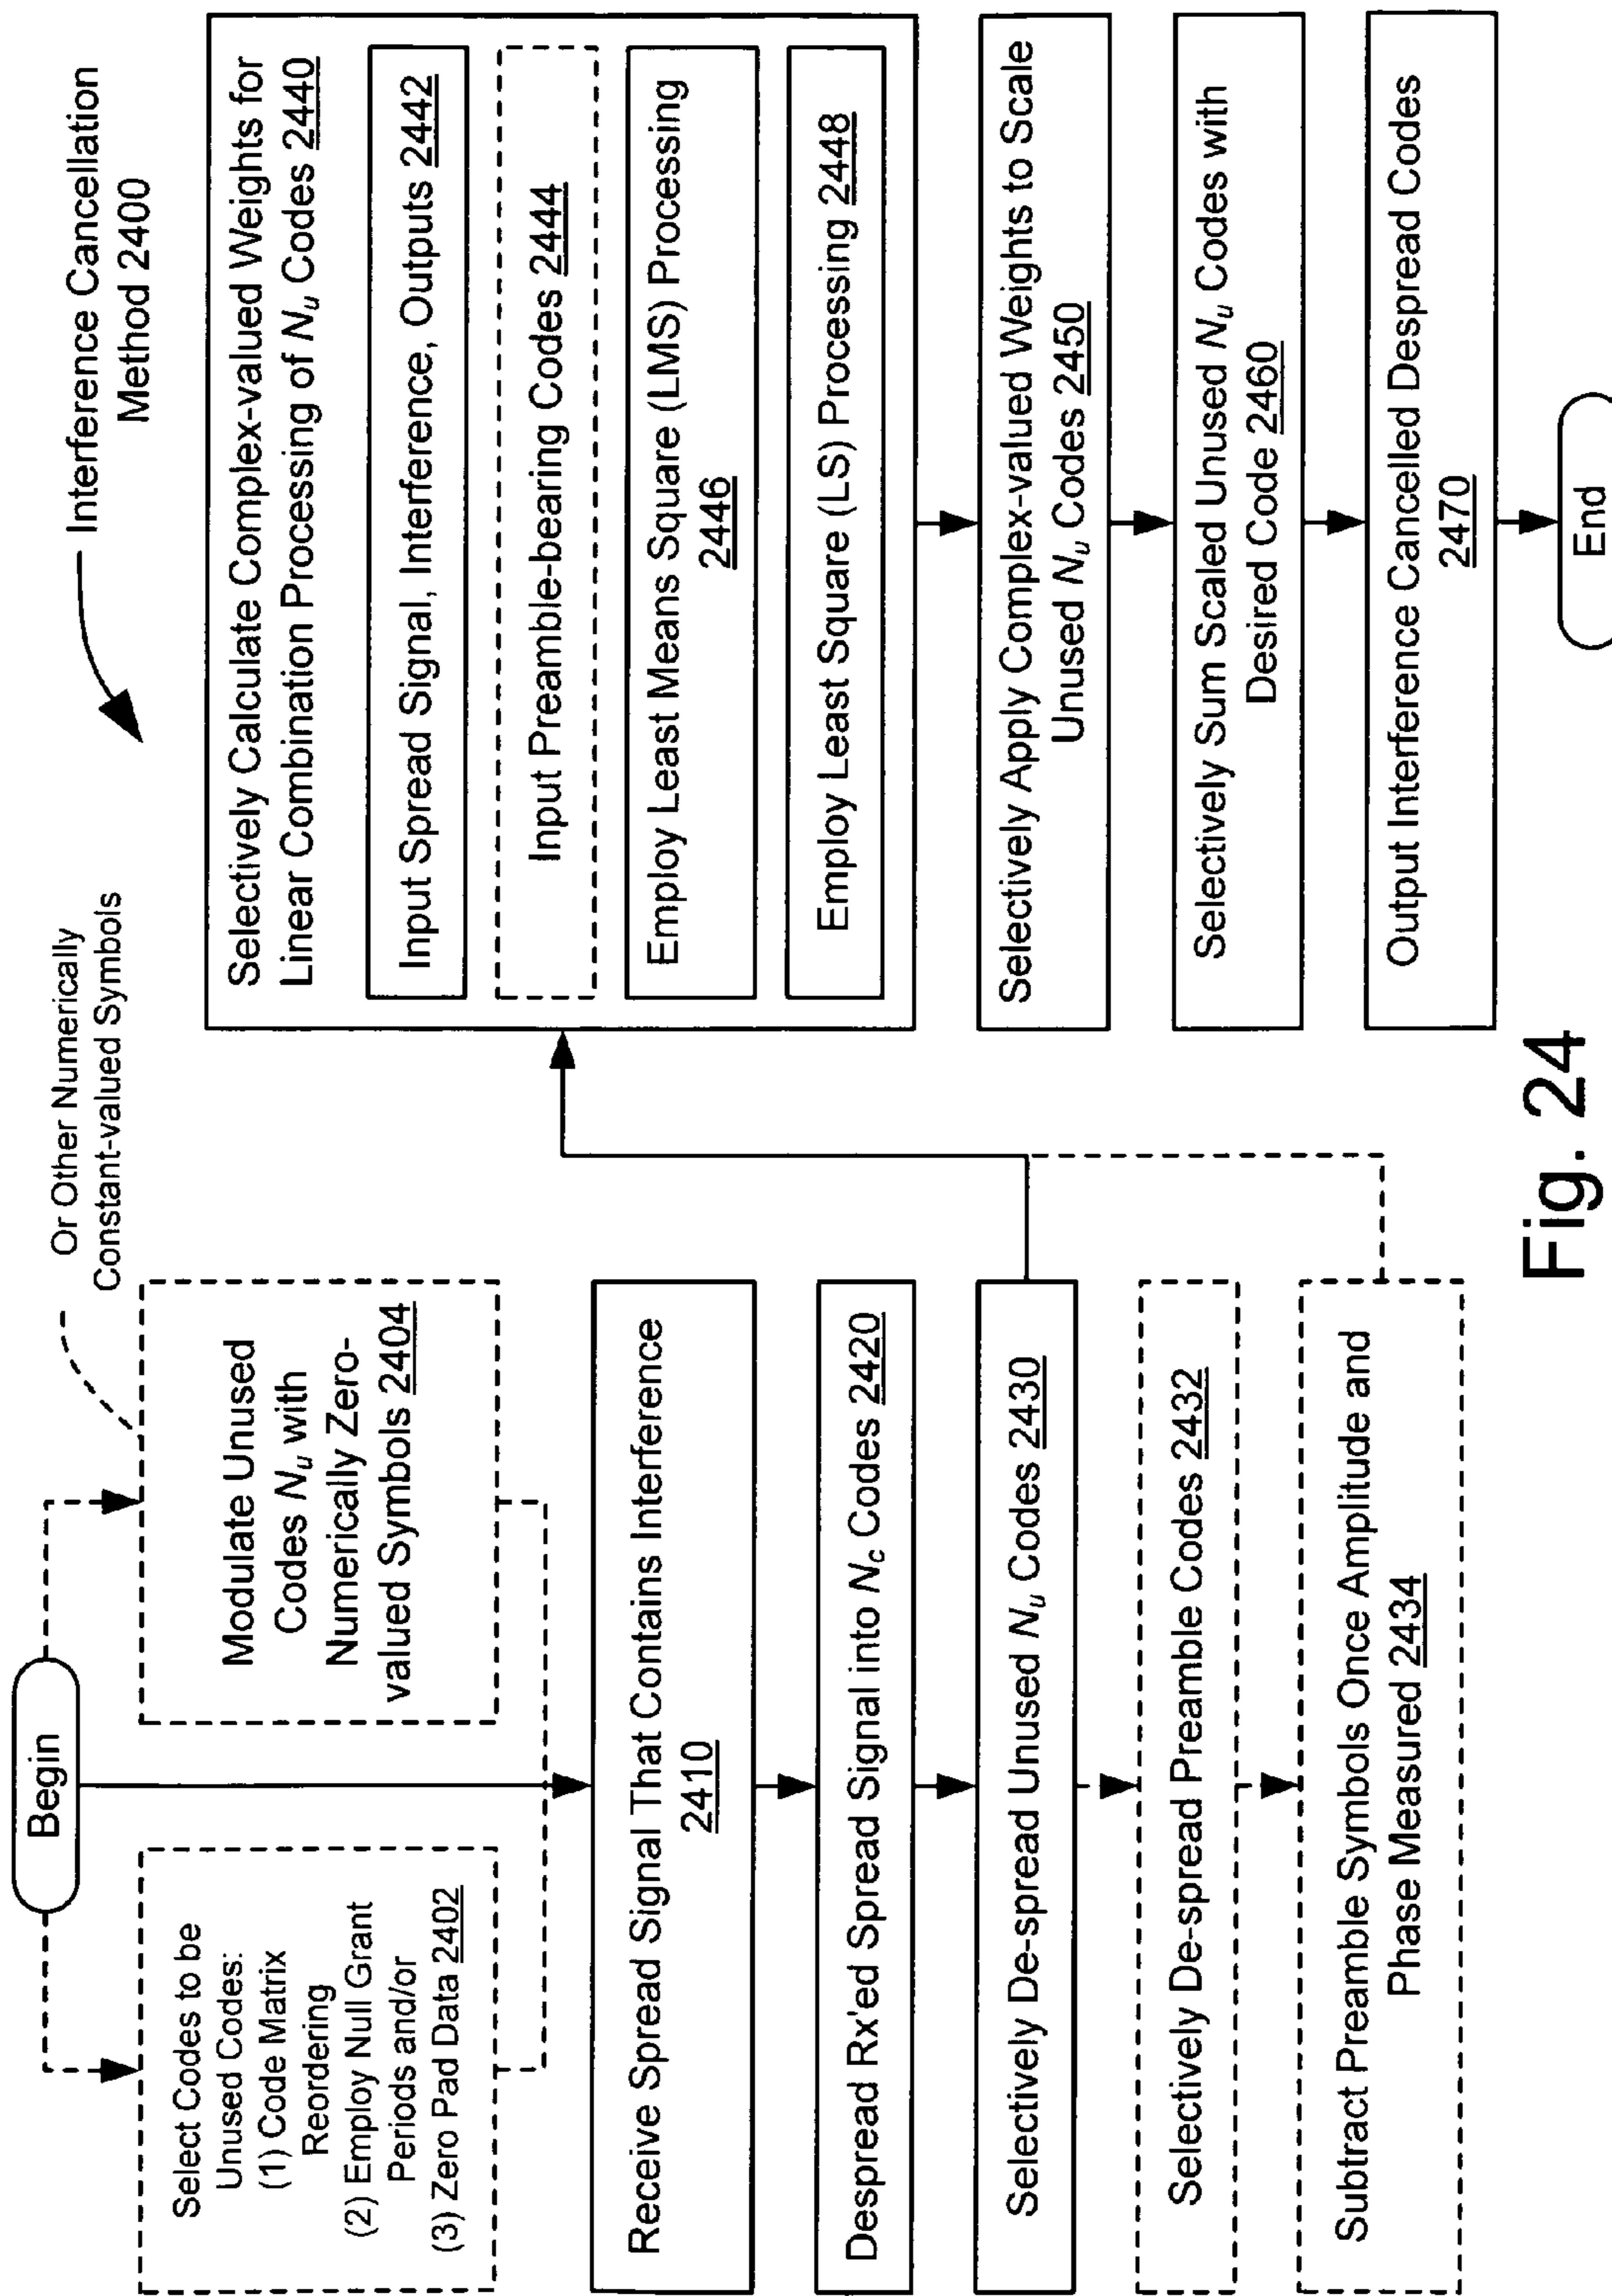 Begin
Select Codes to be
Unused Codes:
(1) Code Matrix
Reordering
(2) Employ Null Grant
Periods and/or
(3) Zero Pad Data 2402
Modulate Unused
Codes Nu with
Numerically Zero-
valued Symbols 2404
Or Other Numerically
Constant-valued Symbols
Receive Spread Signal That Contains Interference
2410
Despread Rx'ed Spread Signal into Nc Codes 2420
Selectively De-spread Unused Nu Codes 2430
Selectively De-spread Preamble Codes 2432
Subtract Preamble Symbols Once Amplitude and
Phase Measured 2434
Interference Cancellation
Method 2400
Selectively Calculate Complex-valued Weights for
Linear Combination Processing of Nu Codes 2440
Input Spread Signal, Interference, Outputs 2442
Input Preamble-bearing Codes 2444
Employ Least Means Square (LMS) Processing
2446
Employ Least Square (LS) Processing 2448
Selectively Apply Complex-valued Weights to Scale
Unused Nu Codes 2450
Selectively Sum Scaled Unused Nu Codes with
Desired Code 2460
Output Interference Cancelled Despread Codes
2470
End
Fig. 24